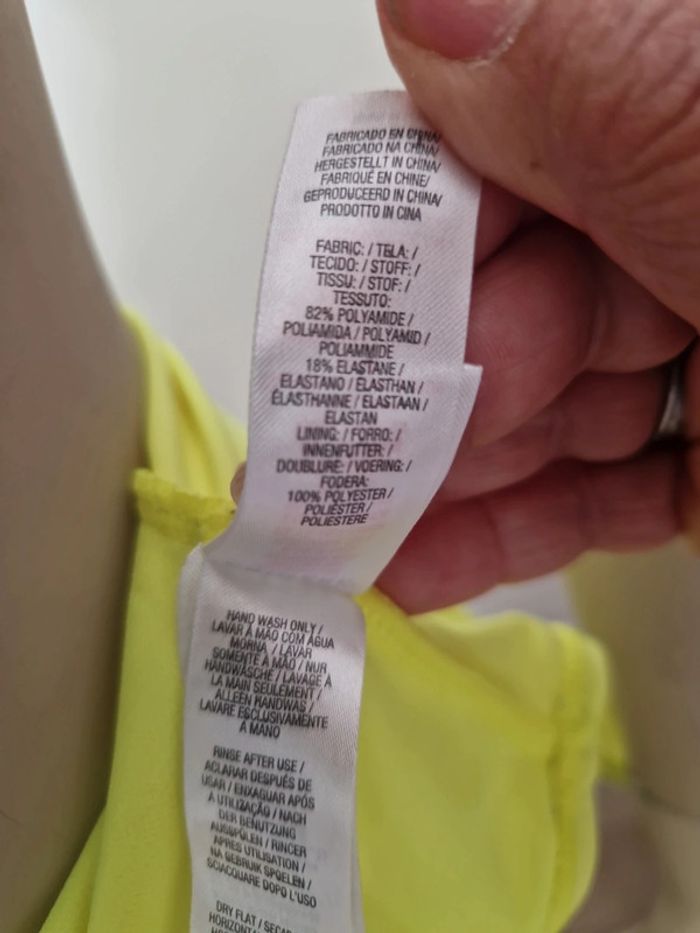 FABRICADO EN CHINA/
FABRICADO NA CHINA/
HERGESTELLT IN CHINA/
FABRIQUÉ EN CHINE/
GEPRODUCEERD IN CHINA/
PRODOTTO IN CINA
FABRIC: / TELA: /
TECIDO: / STOFF: /
TISSU: / STOF: /
TESSUTO:
82% POLYAMIDE /
POLIAMIDA / POLYAMID /
POLIAMMIDE
18% ELASTANE /
ELASTANO / ELASTHAN /
ÉLASTHANNE / ELASTAAN /
ELASTAN
LINING: / FORRO: /
INNENFUTTER: /
DOUBLURE: / VOERING: /
FODERA:
100% POLYESTER /
POLIÉSTER /
POLIESTERE
HAND WASH ONLY /
LAVAR À MÃO COM ÁGUA
MORNA / LAVAR
SOMENTE À MÃO / NUR
HANDWÄSCHE / LAVAGE À
LA MAIN SEULEMENT /
ALLEEN HANDWAS /
LAVARE ESCLUSIVAMENTE
A MANO
RINSE AFTER USE /
ACLARAR DESPUÉS DE
USAR / ENXAGUAR APÓS
A UTILIZAÇÃO / NACH
DER BENUTZUNG
AUSSPÜLEN / RINCER
APRÈS UTILISATION /
NA GEBRUIK SPOELEN /
SCIACQUARE DOPO L'USO
DRY FLAT /